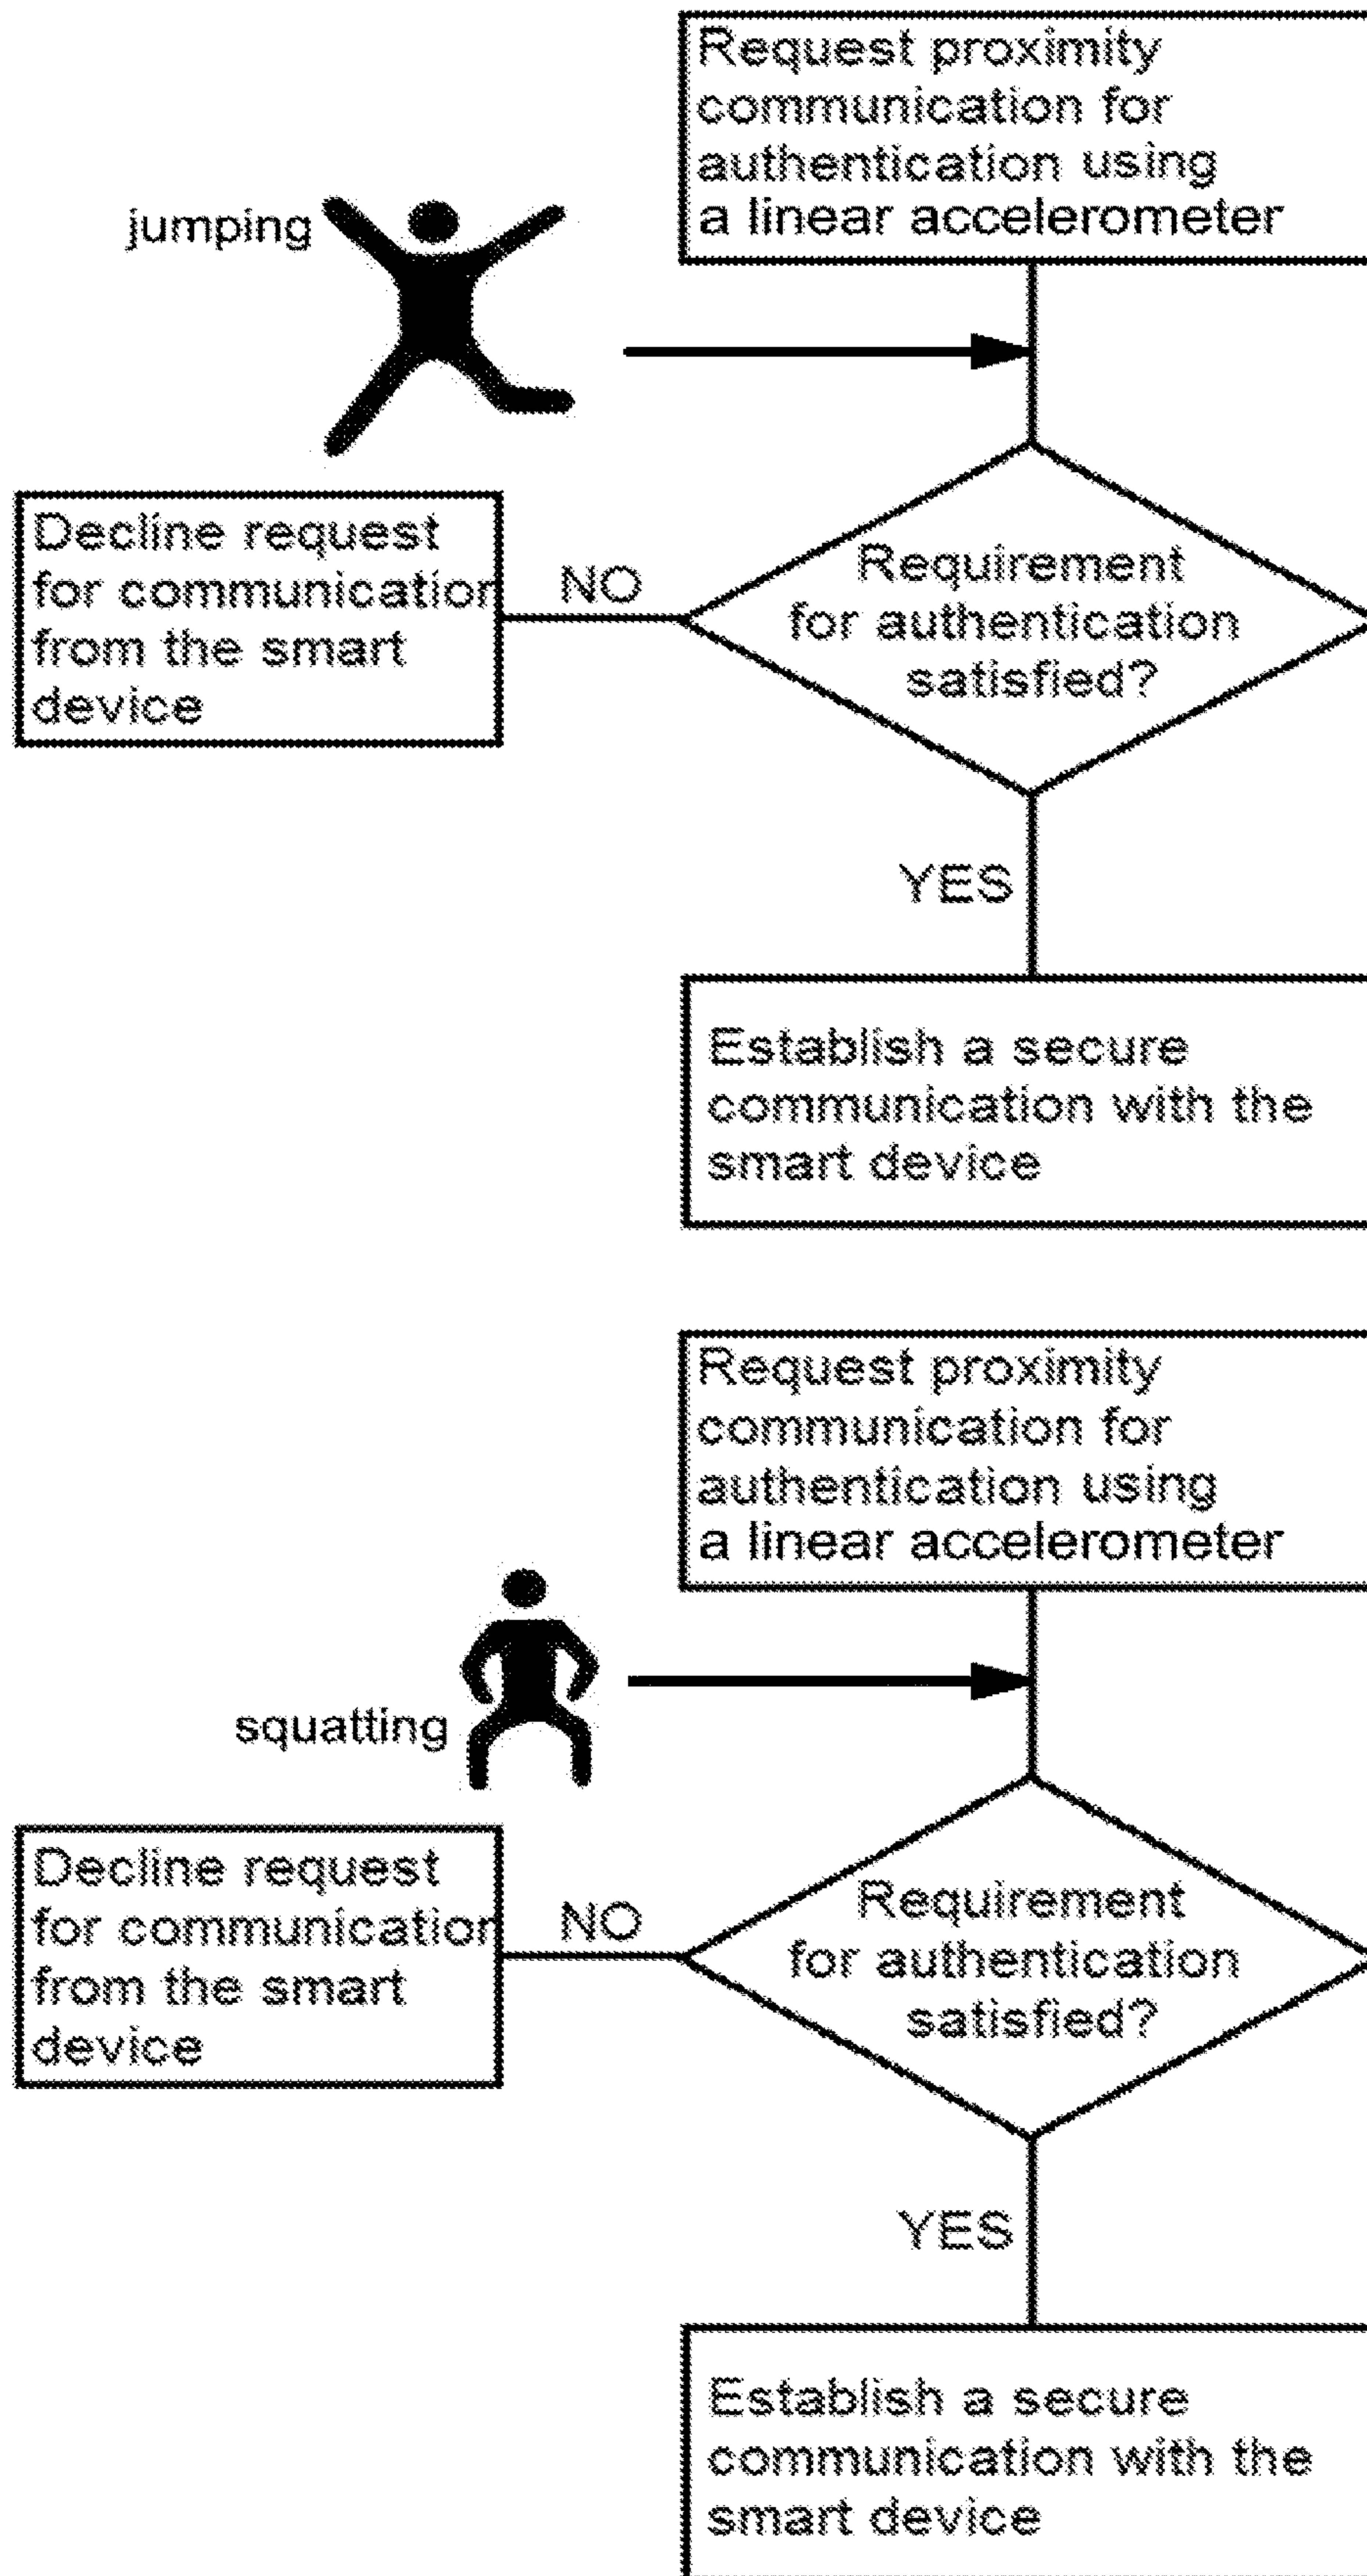 Request proximity
communication for
authentication using
a linear accelerometer
jumping
Decline request
for communication
from the smart
device
NO
Requirement
for authentication
satisfied?
YES
Establish a secure
communication with the
smart device
Request proximity
communication for
authentication using
a linear accelerometer
squatting
Decline request
for communication
from the smart
device
NO
Requirement
for authentication
satisfied?
YES
Establish a secure
communication with the
smart device